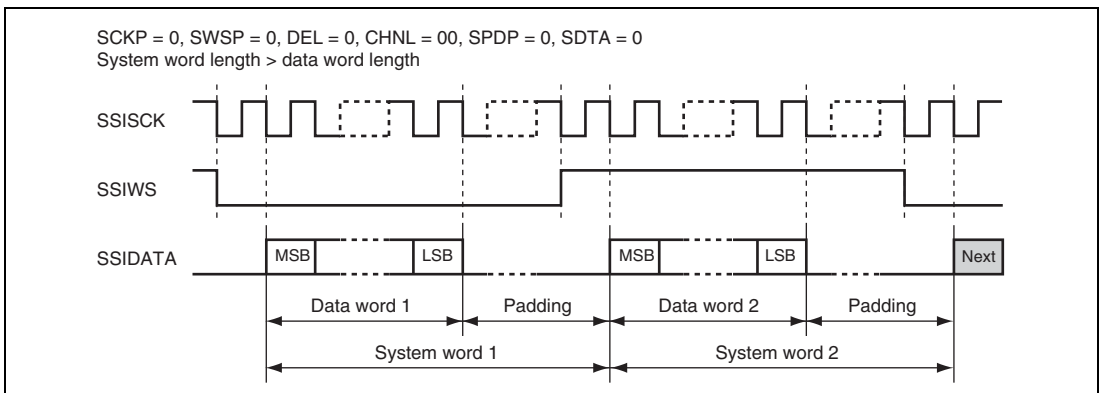 SCKP = 0, SWSP = 0, DEL = 0, CHNL = 00, SPDP = 0, SDTA = 0
System word length > data word length
SSISCK
SSIWS
SSIDATA
MSB
LSB
MSB
LSB
Next
Data word 1
Padding
Data word 2
Padding
System word 1
System word 2